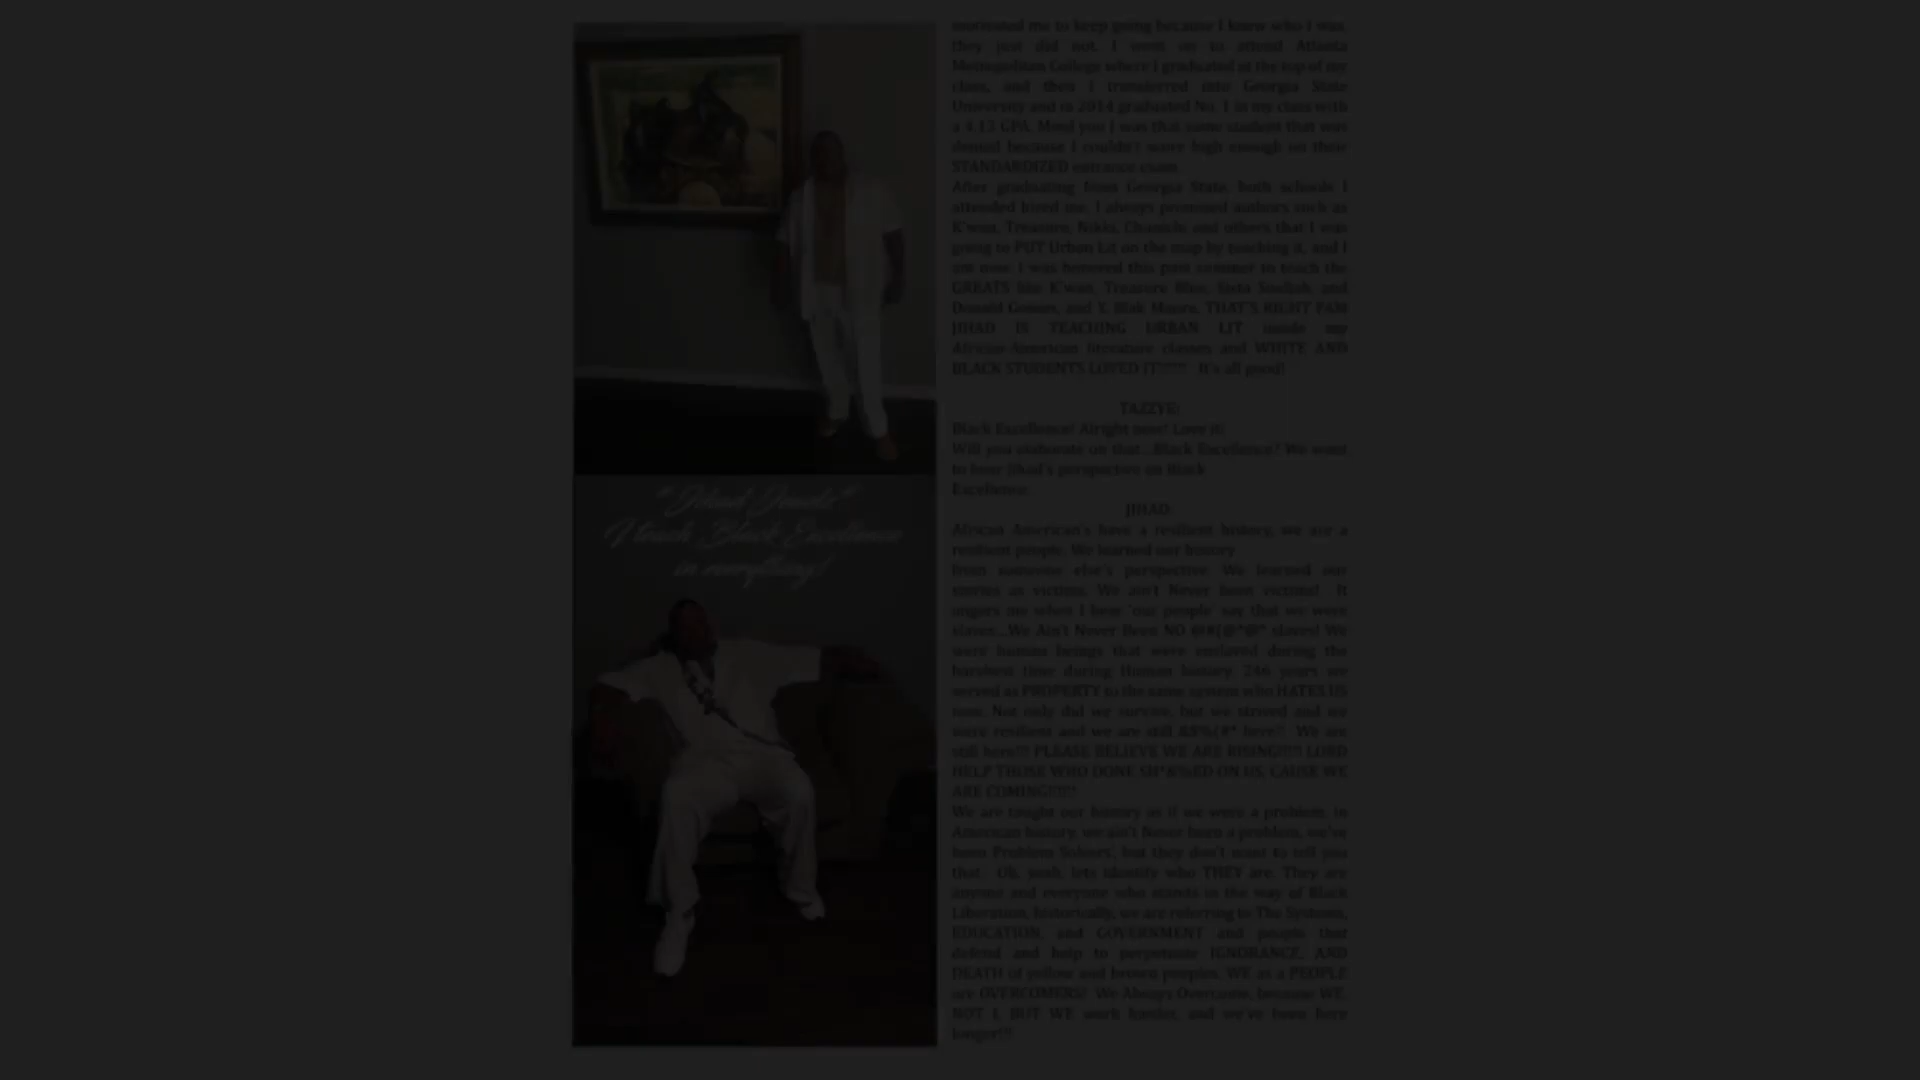 "Jihad Jewels"
I teach Black Excellence
in everything!
motivated me to keep going because I knew who I was,
they just did not. I went on to attend Atlanta
Metropolitan College where I graduated at the top of my
class, and then I transferred into Georgia State
University and in 2014 graduated No. 1 in my class with
a 4.13 GPA. Mind you I was that same student that was
denied because I couldn't score high enough on their
STANDARDIZED entrance exam.
After graduating from Georgia State, both schools I
attended hired me. I always promised authors such as
K'wan, Treasure, Nikki, and others that I was
going to PUT Urban Lit on the map by teaching it, and I
am now. I was honored this past summer to teach the
GREATS like K'wan, Treasure Blue, Sista Souljah, and
Donald Goines, and Y. Blak Moore, THAT'S RIGHT PAM
JIHAD IS TEACHING URBAN LIT inside my
African-American literature classes and WHITE AND
BLACK STUDENTS LOVED IT!!!!!! It's all good!
TAZZYE:
Black Excellence! Alright now! Love it!
Will you elaborate on that...Black Excellence? We want
to hear Jihad's perspective on Black
Excellence
JIHAD:
African American's have a resilient history, we are a
resilient people. We learned our history
from someone else's perspective. We learned our
stories as victims. We ain't Never been victims! It
angers me when I hear 'our people' say that we were
slaves...We Ain't Never Been NO @#[@*@* slaves! We
were human beings that were enslaved during the
harshest time during Human history. 246 years we
served as PROPERTY to the same system who HATES US
now. Not only did we survive, but we strived and we
were resilient and we are still &$%(#* here!! We are
still here!!! PLEASE BELIEVE WE ARE RISING!!!!! LORD
HELP THOSE WHO DONE SH*&%ED ON US, CAUSE WE
ARE COMING!!!!!!!
We are taught our history as if we were a problem, in
American history, we ain't Never been a problem, we've
been Problem Solvers', but they don't want to tell you
that. Oh, yeah, lets identify who THEY are. They are
anyone and everyone who stands in the way of Black
Liberation, historically, we are referring to The Systems,
EDUCATION, and GOVERNMENT and people that
defend and help to perpetuate IGNORANCE, AND
DEATH of yellow and brown peoples. WE as a PEOPLE
are OVERCOMERS! We Always Overcome, because WE,
NOT I, BUT WE work harder, and we've been here
longer!!!